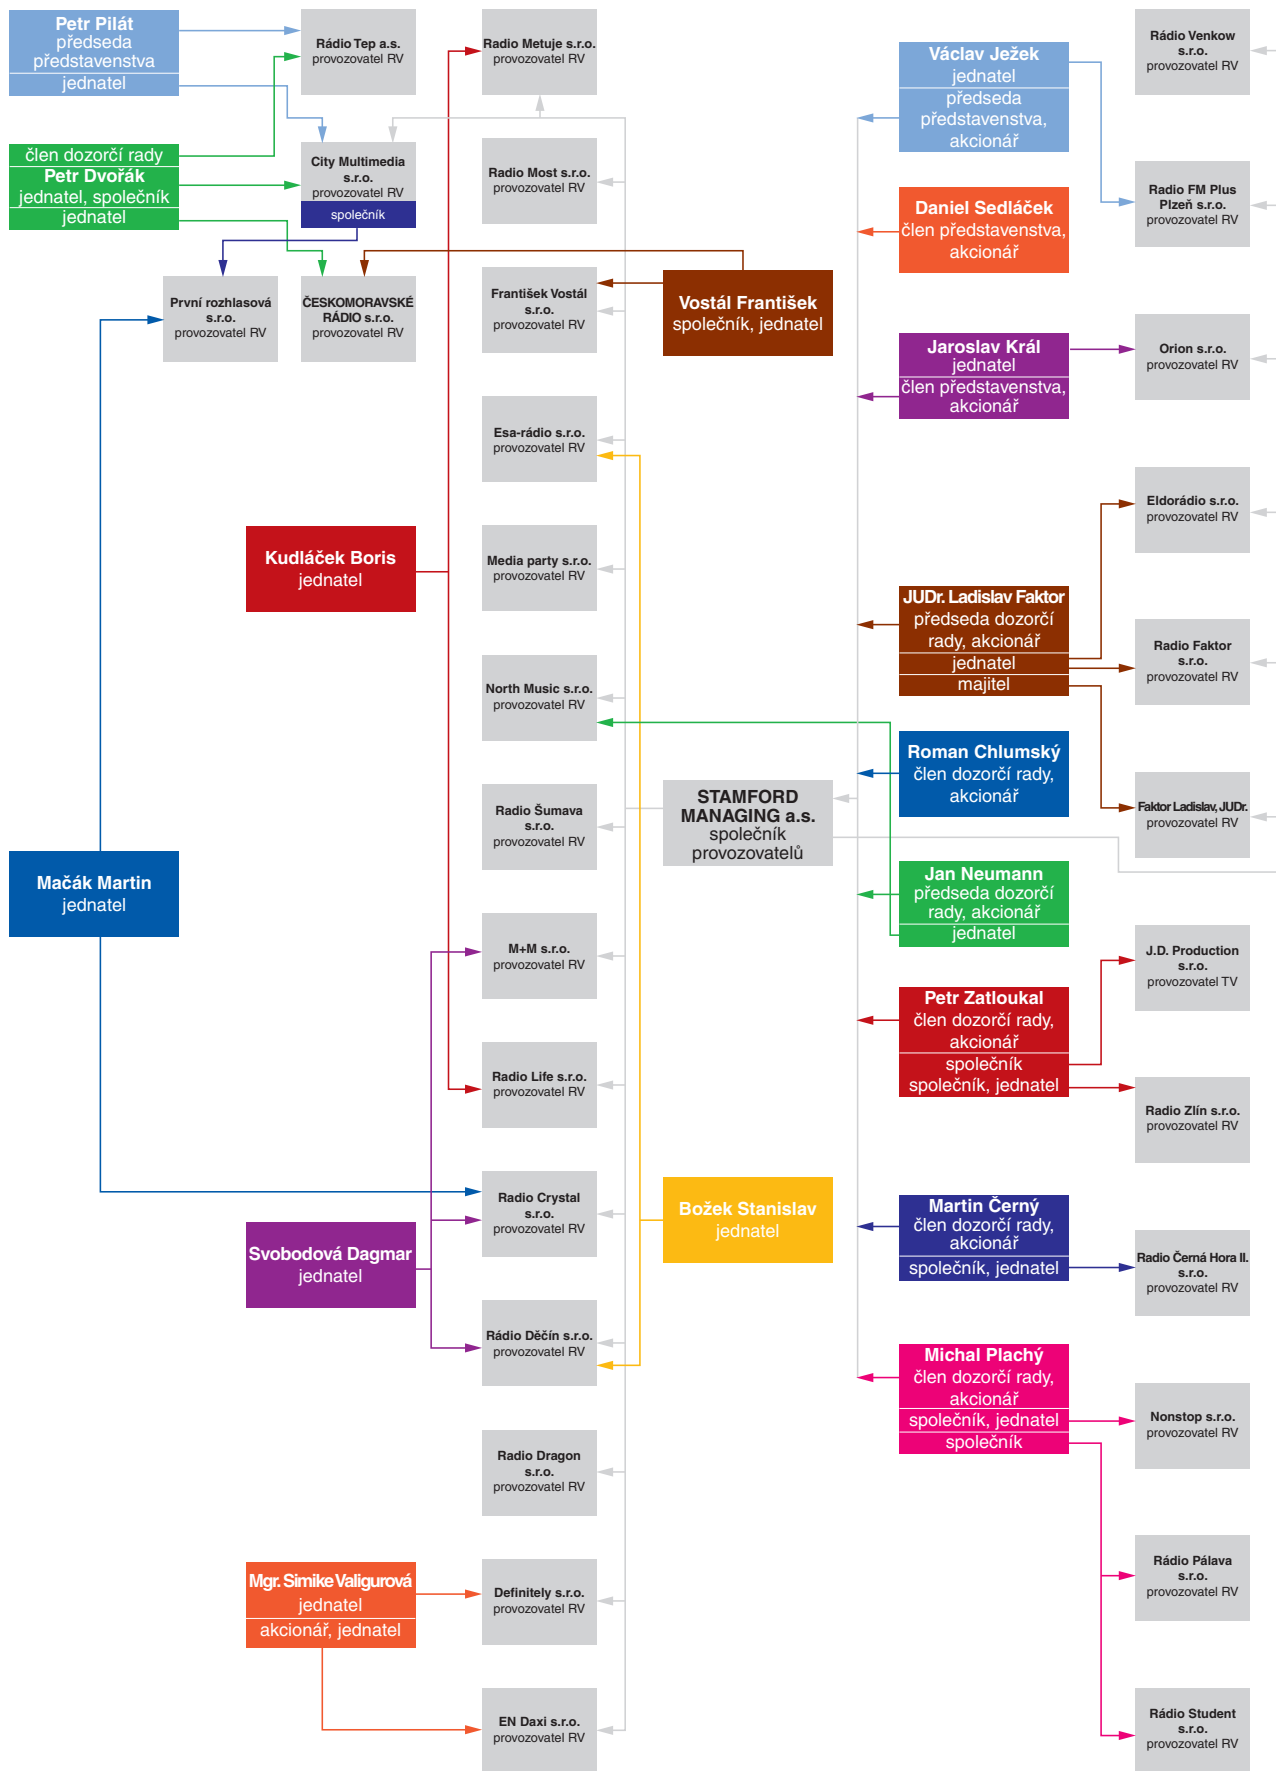 Petr Pilát
předseda
představenstva
jednatel
Rádio Tep a.s.
provozovatel RV
Radio Metuje s.r.o.
provozovatel RV
člen dozorčí rady
Petr Dvořák
jednatel, společník
jednatel
City Multimedia
s.r.o.
provozovatel RV
společník
Radio Most s.r.o.
provozovatel RV
První rozhlasová
s.r.o.
provozovatel RV
ČESKOMORAVSKÉ
RÁDIO s.r.o.
provozovatel RV
František Vostál
s.r.o.
provozovatel RV
Vostál František
společník, jednatel
Esa-rádio s.r.o.
provozovatel RV
Kudláček Boris
jednatel
Media party s.r.o.
provozovatel RV
North Music s.r.o.
provozovatel RV
Radio Šumava
s.r.o.
provozovatel RV
STAMFORD
MANAGING a.s.
společník
provozovatelů
Mačák Martin
jednatel
M+M s.r.o.
provozovatel RV
Radio Life s.r.o.
provozovatel RV
Radio Crystal
s.r.o.
provozovatel RV
Božek Stanislav
jednatel
Svobodová Dagmar
jednatel
Rádio Děčín s.r.o.
provozovatel RV
Radio Dragon
s.r.o.
provozovatel RV
Mgr. Simike Valigurová
jednatel
akcionář, jednatel
Definitely s.r.o.
provozovatel RV
EN Daxi s.r.o.
provozovatel RV
Václav Ježek
jednatel
předseda
představenstva,
akcionář
Rádio Venkow
s.r.o.
provozovatel RV
Radio FM Plus
Plzeň s.r.o.
provozovatel RV
Daniel Sedláček
člen představenstva,
akcionář
Jaroslav Král
jednatel
člen představenstva,
akcionář
Orion s.r.o.
provozovatel RV
Eldorádio s.r.o.
provozovatel RV
JUDr. Ladislav Faktor
předseda dozorčí
rady, akcionář
jednatel
majitel
Radio Faktor
s.r.o.
provozovatel RV
Roman Chlumský
člen dozorčí rady,
akcionář
Faktor Ladislav, JUDr.
provozovatel RV
Jan Neumann
předseda dozorčí
rady, akcionář
jednatel
J.D. Production
s.r.o.
provozovatel TV
Petr Zatloukal
člen dozorčí rady,
akcionář
společník
společník, jednatel
Radio Zlín s.r.o.
provozovatel RV
Martin Černý
člen dozorčí rady,
akcionář
společník, jednatel
Radio Černá Hora II.
s.r.o.
provozovatel RV
Michal Plachý
člen dozorčí rady,
akcionář
společník, jednatel
společník
Nonstop s.r.o.
provozovatel RV
Rádio Pálava
s.r.o.
provozovatel RV
Rádio Student
s.r.o.
provozovatel RV